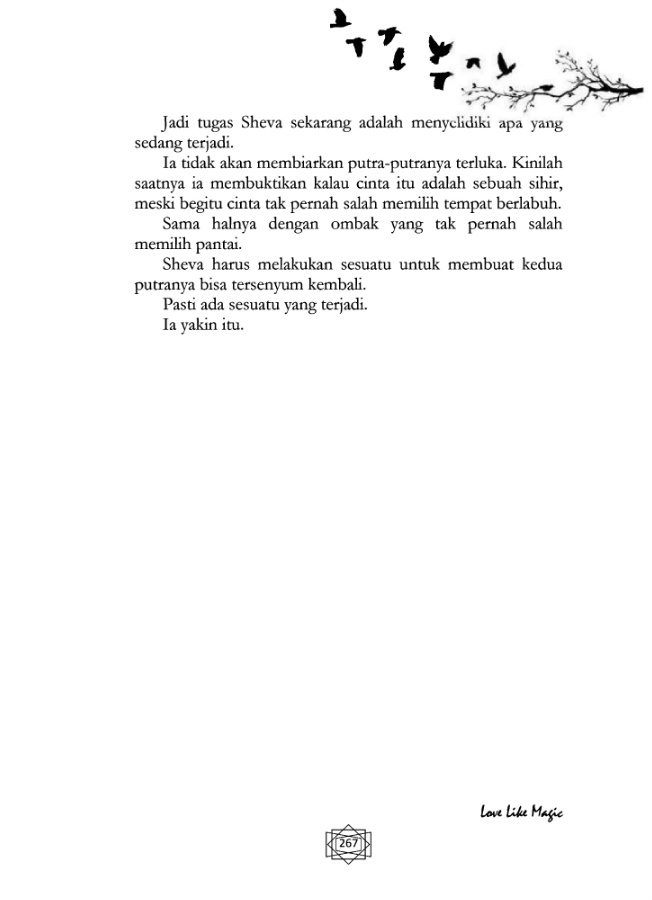 Jadi tugas Sheva sekarang adalah menyelidiki apa yang
sedang terjadi.
Ia tidak akan membiarkan putra-putranya terluka. Kinilah
saatnya ia membuktikan kalau cinta itu adalah sebuah sihir,
meski begitu cinta tak pernah salah memilih tempat berlabuh.
Sama halnya dengan ombak yang tak pernah salah
memilih pantai.
Sheva harus melakukan sesuatu untuk membuat kedua
putranya bisa tersenyum kembali.
Pasti ada sesuatu yang terjadi.
Ia yakin itu.
Love Like Magic
267